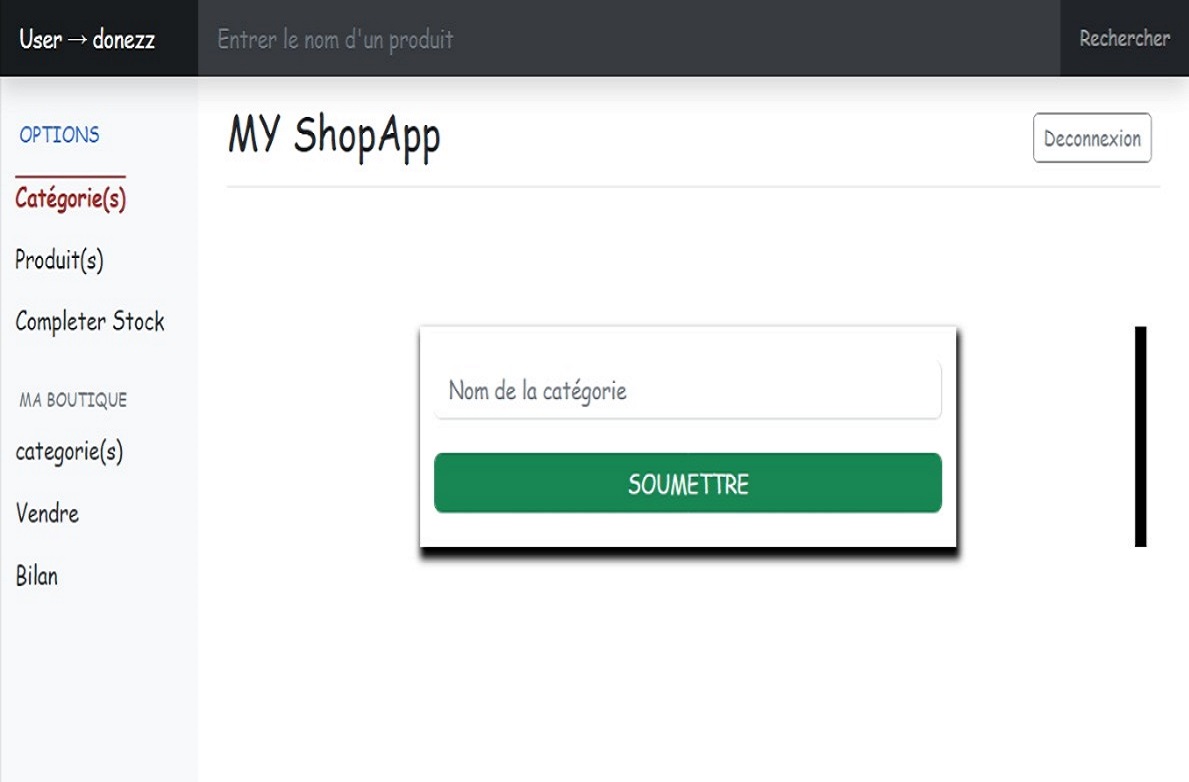 User → donezz
Entrer le nom d'un produit
Rechercher
OPTIONS
MY ShopApp
Deconnexion
Catégorie(s)
Produit(s)
Completer Stock
Nom de la catégorie
SOUMETTRE
MA BOUTIQUE
categorie(s)
Vendre
Bilan